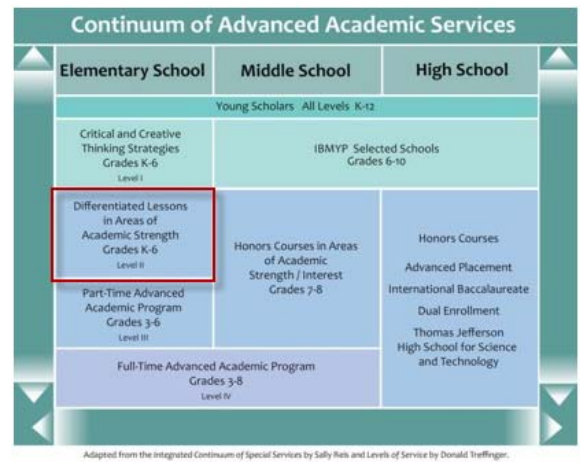 Continuum of Advanced Academic Services
Elementary School
Middle School
High School
Young Scholars All Levels K-12
Critical and Creative
Thinking Strategies
Grades K-6
Level I
IBMYP Selected Schools
Grades 6-10
Differentiated Lessons
in Areas of
Academic Strength
Grades K-6
Level II
Honors Courses in Areas
of Academic
Strength / Interest
Grades 7-8
Honors Courses
Advanced Placement
International Baccalaureate
Dual Enrollment
Thomas Jefferson
High School for Science
and Technology
Part-Time Advanced
Academic Program
Grades 3-6
Level III
Full-Time Advanced Academic Program
Grades 3-8
Level IV
Adapted from the Integrated Continuum of Special Services by Sally Reis and Levels of Service by Donald Treffinger.